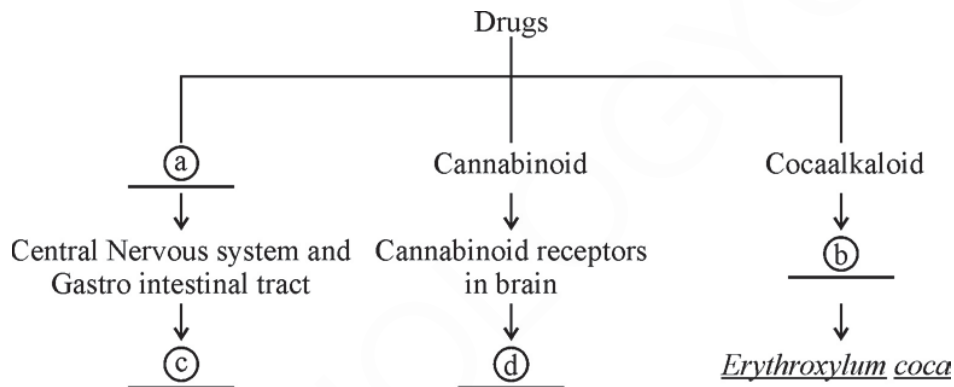 Drugs
a
Cannabinoid
Cocaalkaloid
Central Nervous system and
Gastro intestinal tract
Cannabinoid receptors
in brain
b
c
d
Erythroxylum coca